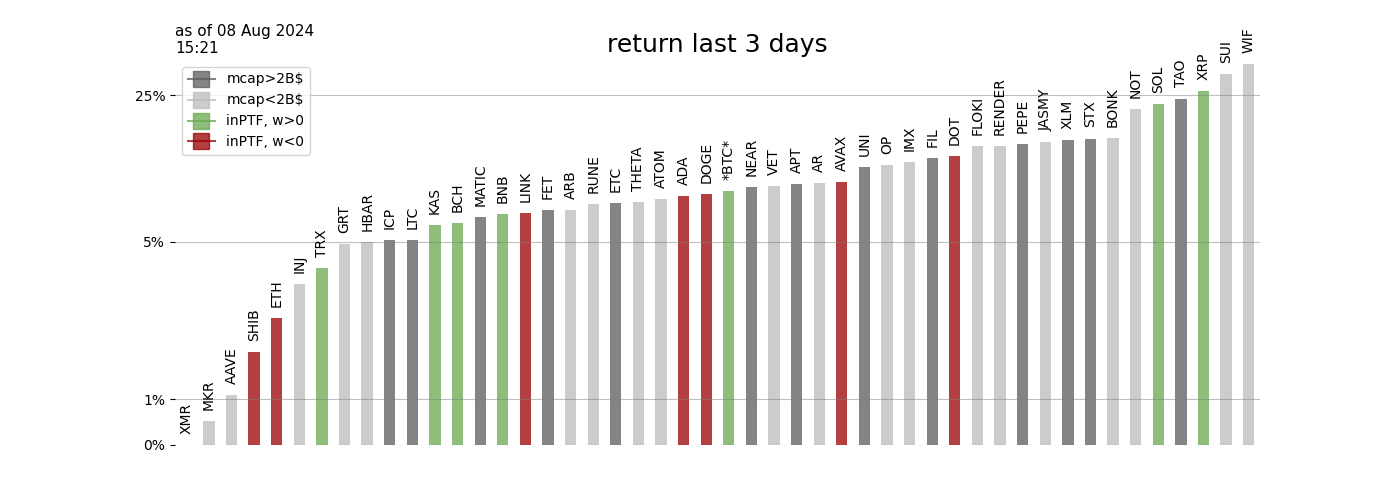 as of 08 Aug 2024
15:21
return last 3 days
mcap>2B$
mcap<2B$
inPTF, w>0
inPTF, w<0
25%
5%
1%
0%
XMR
MKR
AAVE
SHIB
ETH
INJ
TRX
GRT
HBAR
ICP
LTC
KAS
BCH
MATIC
BNB
LINK
FET
ARB
RUNE
ETC
THETA
ATOM
ADA
DOGE
*BTC*
NEAR
VET
APT
AR
AVAX
UNI
OP
IMX
FIL
DOT
FLOKI
RENDER
PEPE
JASMY
XLM
STX
BONK
NOT
SOL
TAO
XRP
SUI
WIF